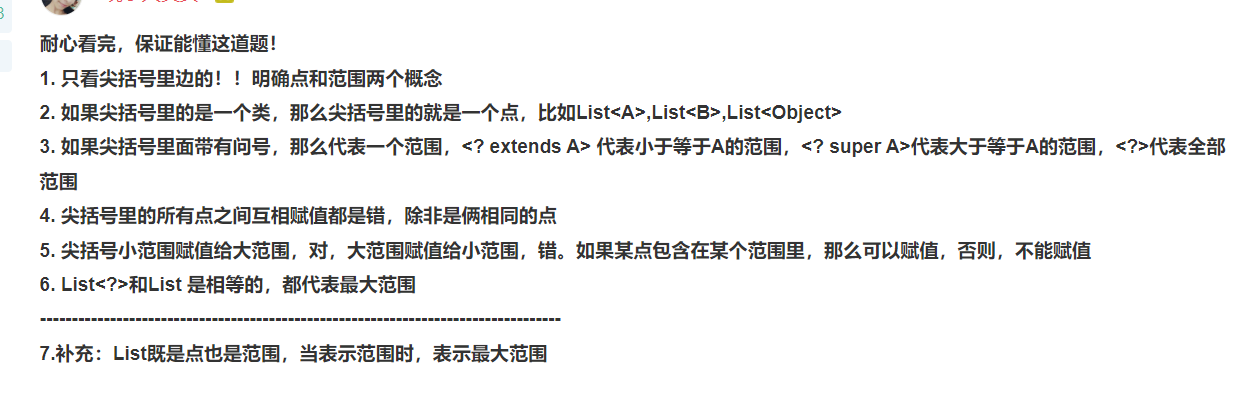 耐心看完，保证能懂这道题！
1. 只看尖括号里边的！！明确点和范围两个概念
2. 如果尖括号里的是一个类，那么尖括号里的就是一个点，比如List<A>,List<B>,List<Object>
3. 如果尖括号里面带有问号，那么代表一个范围，<? extends A> 代表小于等于A的范围，<? super A>代表大于等于A的范围，<?>代表全部
范围
4. 尖括号里的所有点之间互相赋值都是错，除非是俩相同的点
5. 尖括号小范围赋值给大范围，对，大范围赋值给小范围，错。如果某点包含在某个范围里，那么可以赋值，否则，不能赋值
6. List<?>和List 是相等的，都代表最大范围
----------------------------------------------------------------------------------
7.补充：List既是点也是范围，当表示范围时，表示最大范围